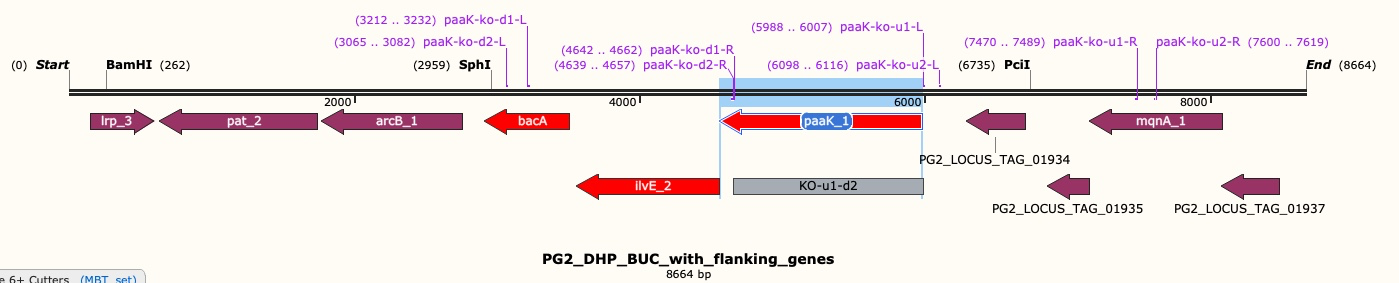 (3212 .. 3232) paaK-ko-d1-L
(5988 .. 6007) paaK-ko-u1-L
(3065 .. 3082) paaK-ko-d2-L
(4642 .. 4662) paaK-ko-d1-R
(7470 .. 7489) paaK-ko-u1-R
paaK-ko-u2-R (7600 .. 7619)
(0) Start
BamHI (262)
(2959) SphI
(4639 .. 4657) paaK-ko-d2-R
(6098 .. 6116) paaK-ko-u2-L
(6735) PciI
End (8664)
2000
4000
6000
8000
lrp_3
pat_2
arcB_1
bacA
paaK_1
mqnA_1
PG2_LOCUS_TAG_01934
ilvE_2
KO-u1-d2
PG2_LOCUS_TAG_01935
PG2_LOCUS_TAG_01937
PG2_DHP_BUC_with_flanking_genes
8664 bp
e 6+ Cutters (MBT set)